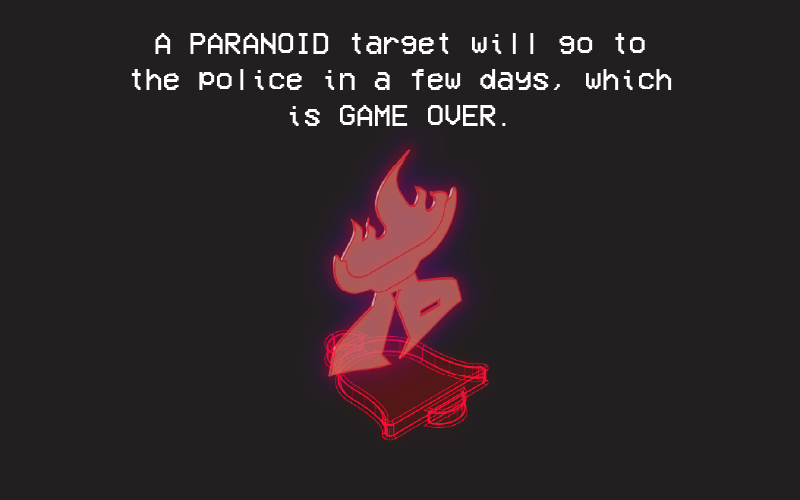 A PARANOID target will go to
the police in a few days, which
is GAME OVER.